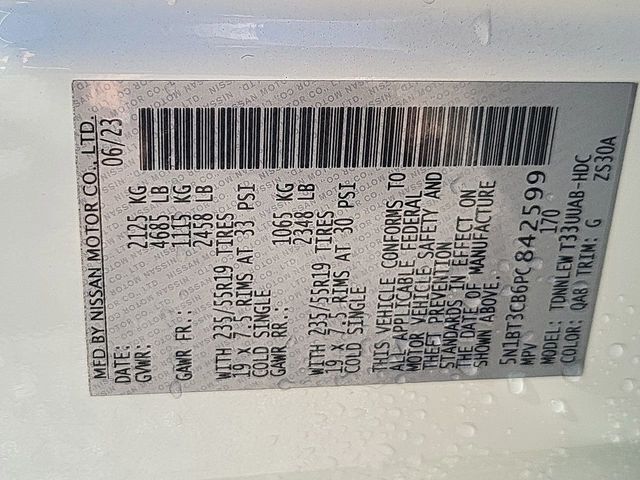 MFD BY NISSAN MOTOR CO., LTD.
DATE: 06/23
GVWR: 2125 KG
4685 LB
GAWR FR.: 1115 KG
2458 LB
WITH 235/55R19 TIRES
19 X 7.5 RIMS AT 33 PSI
COLD SINGLE
GAWR RR.: 1065 KG
2348 LB
WITH 235/55R19 TIRES
19 X 7.5 RIMS AT 30 PSI
COLD SINGLE
THIS VEHICLE CONFORMS TO
ALL APPLICABLE FEDERAL
MOTOR VEHICLE SAFETY AND
THEFT PREVENTION
STANDARDS IN EFFECT ON
THE DATE OF MANUFACTURE
SHOWN ABOVE.
5N1BT3CB6PC842599
MPV 170
MODEL: TDNNLEW T33UUAB-HDC
COLOR: QAB TRIM: G ZS30A